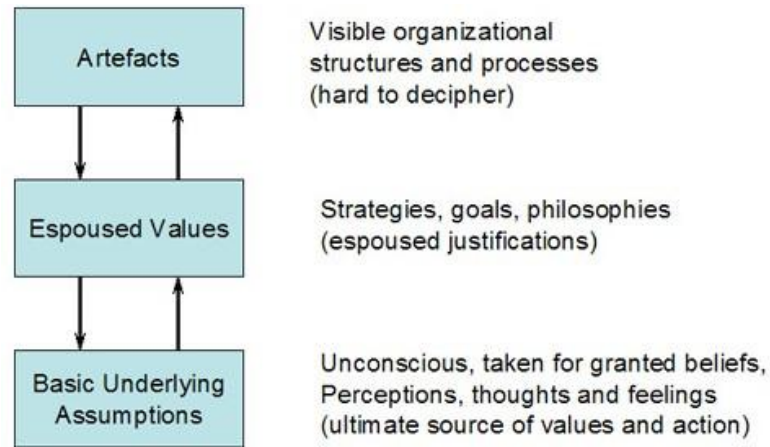 Artefacts
Visible organizational
structures and processes
(hard to decipher)
Espoused Values
Strategies, goals, philosophies
(espoused justifications)
Basic Underlying
Assumptions
Unconscious, taken for granted beliefs,
Perceptions, thoughts and feelings
(ultimate source of values and action)